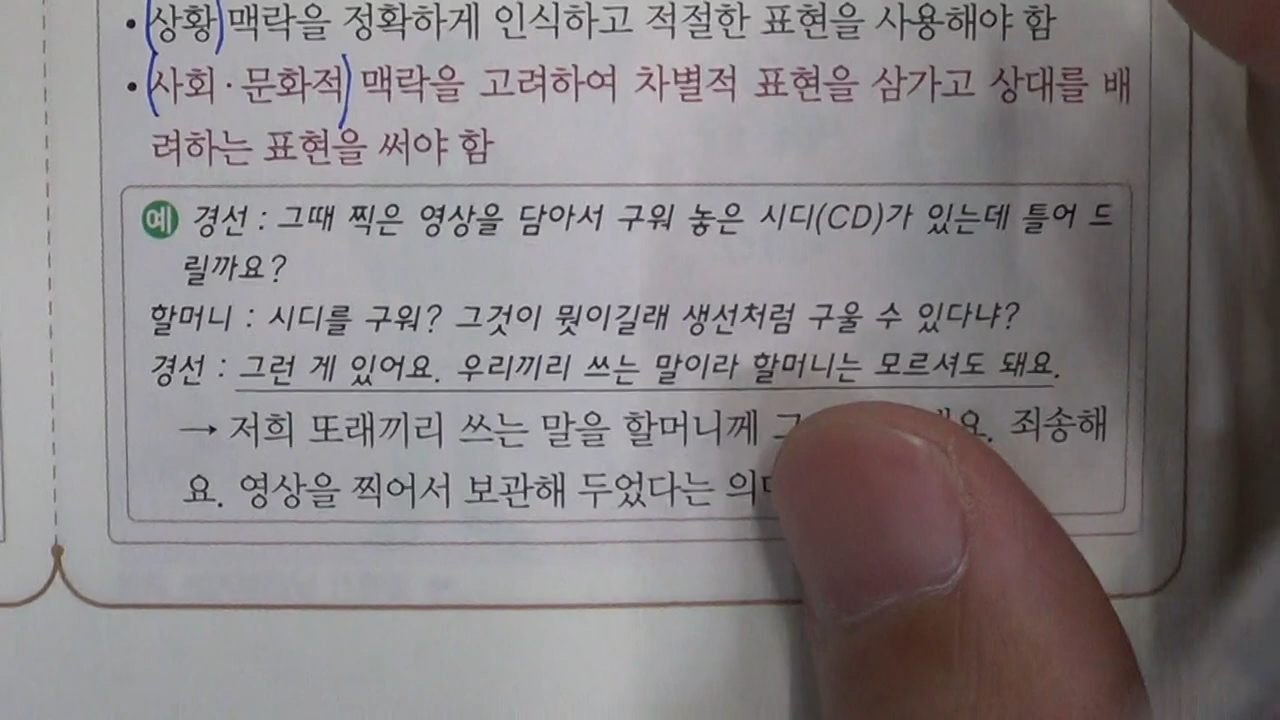 • 상황 맥락을 정확하게 인식하고 적절한 표현을 사용해야 함
• 사회·문화적 맥락을 고려하여 차별적 표현을 삼가고 상대를 배
려하는 표현을 써야 함
예 경선 : 그때 찍은 영상을 담아서 구워 놓은 시디(CD)가 있는데 틀어 드
릴까요?
할머니 : 시디를 구워? 그것이 뭣이길래 생선처럼 구울 수 있다냐?
경선 : 그런 게 있어요. 우리끼리 쓰는 말이라 할머니는 모르셔도 돼요.
→ 저희 또래끼리 쓰는 말을 할머니께 죄송해
요. 영상을 찍어서 보관해 두었다는